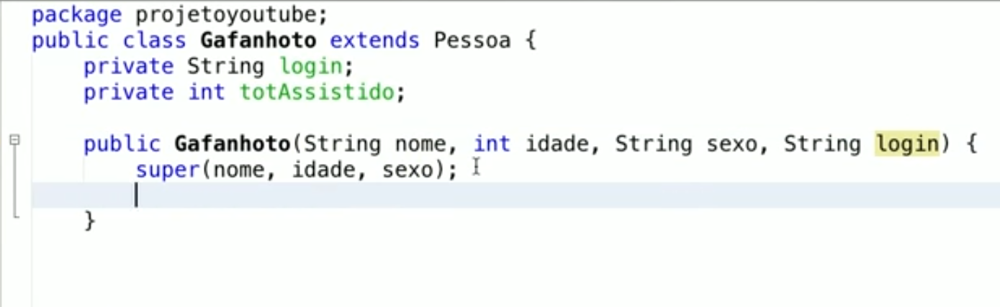 package projetoyoutube;
public class Gafanhoto extends Pessoa {
    private String login;
    private int totAssistido;

    public Gafanhoto(String nome, int idade, String sexo, String login) {
        super(nome, idade, sexo);

    }